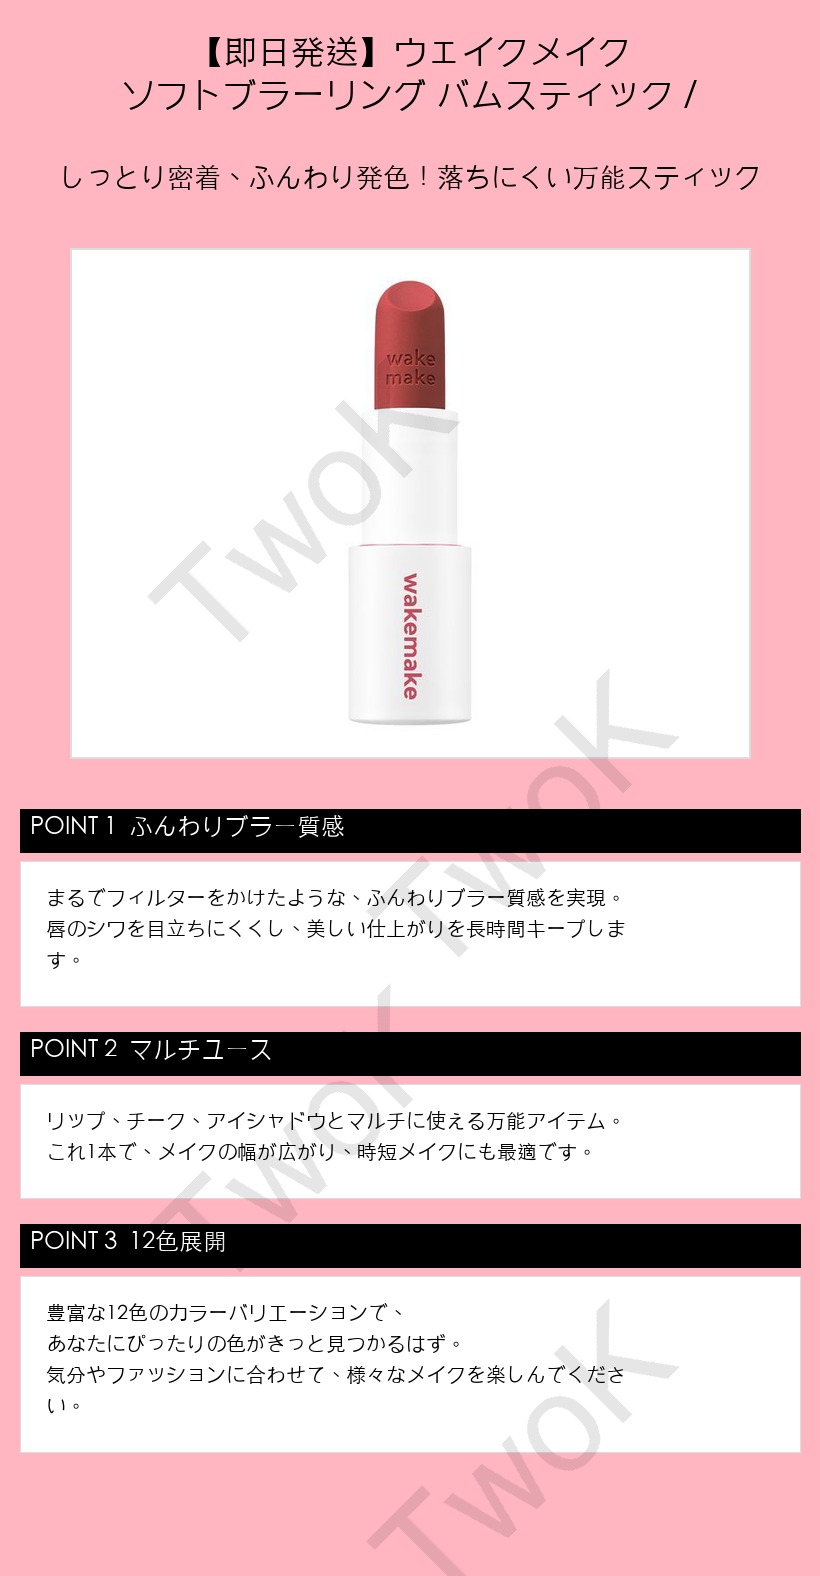 【即日発送】ウェイクメイク
ソフトブラーリング バムスティック /
しっとり密着、ふんわり発色！落ちにくい万能スティック
wake
make
wakemake
TwoK
TwoK
POINT 1 ふんわりブラー質感
まるでフィルターをかけたような、ふんわりブラー質感を実現。
唇のシワを目立ちにくくし、美しい仕上がりを長時間キープしま
す。
TwoK
POINT 2 マルチユース
リップ、チーク、アイシャドウとマルチに使える万能アイテム。
これ1本で、メイクの幅が広がり、時短メイクにも最適です。
POINT 3 12色展開
豊富な12色のカラーバリエーションで、
あなたにぴったりの色がきっと見つかるはず。
気分やファッションに合わせて、様々なメイクを楽しんでくださ
い。
TwoK